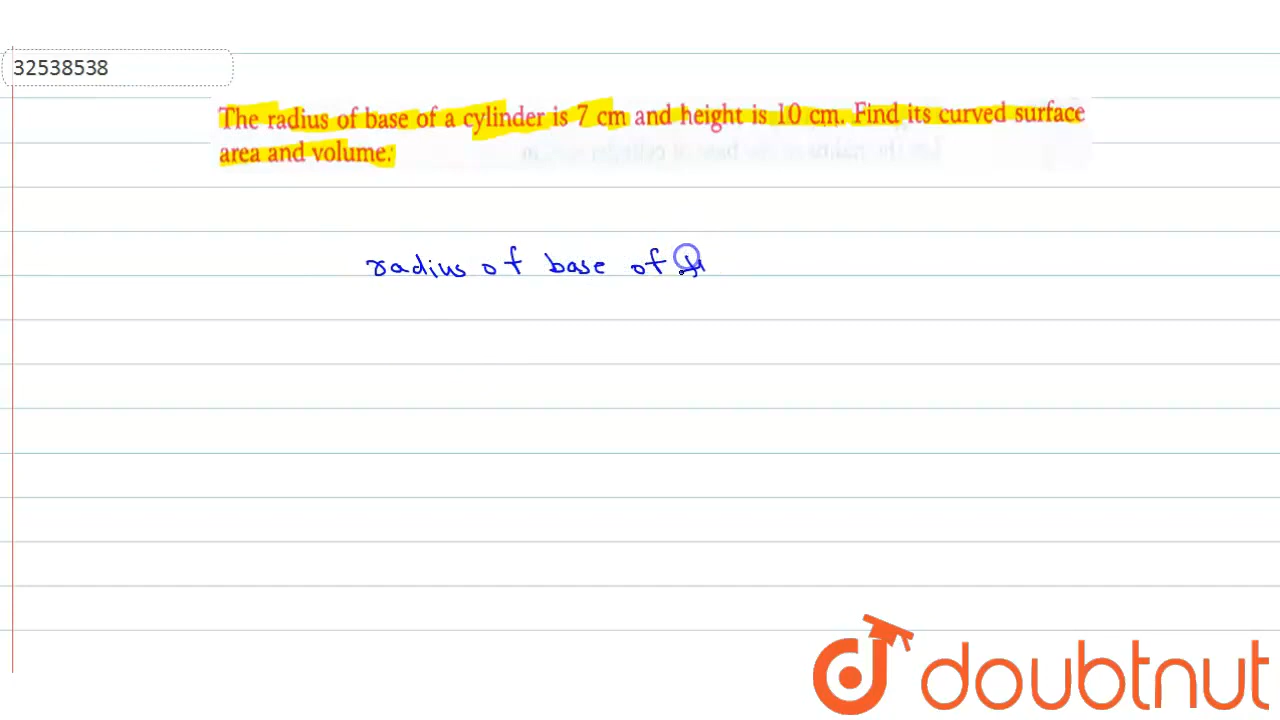 32538538
The radius of base of a cylinder is 7 cm and height is 10 cm. Find its curved surface
area and volume:
radius of base of
doubtnut